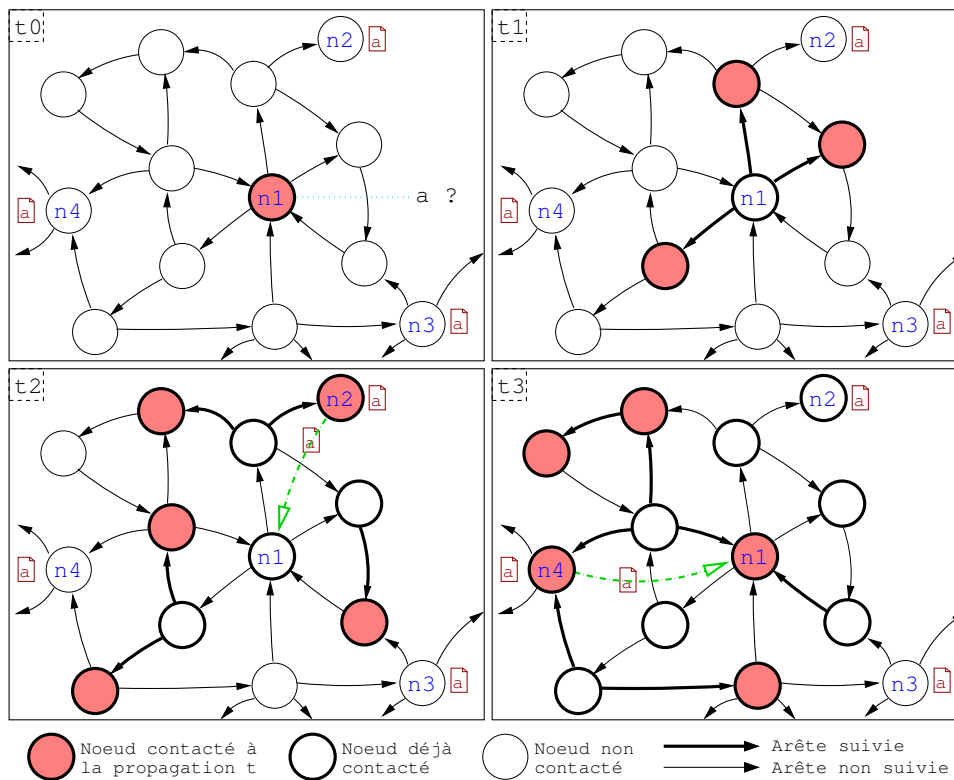 t0
n2 a
a n4
n1
a ?
n3 a
t1
n2 a
a n4
n1
n3 a
t2
n2 a
a
a n4
n1
n3 a
t3
n2 a
a n4
a
n1
n3 a
Noeud contacté à
la propagation t
Noeud déjà
contacté
Noeud non
contacté
Arête suivie
Arête non suivie